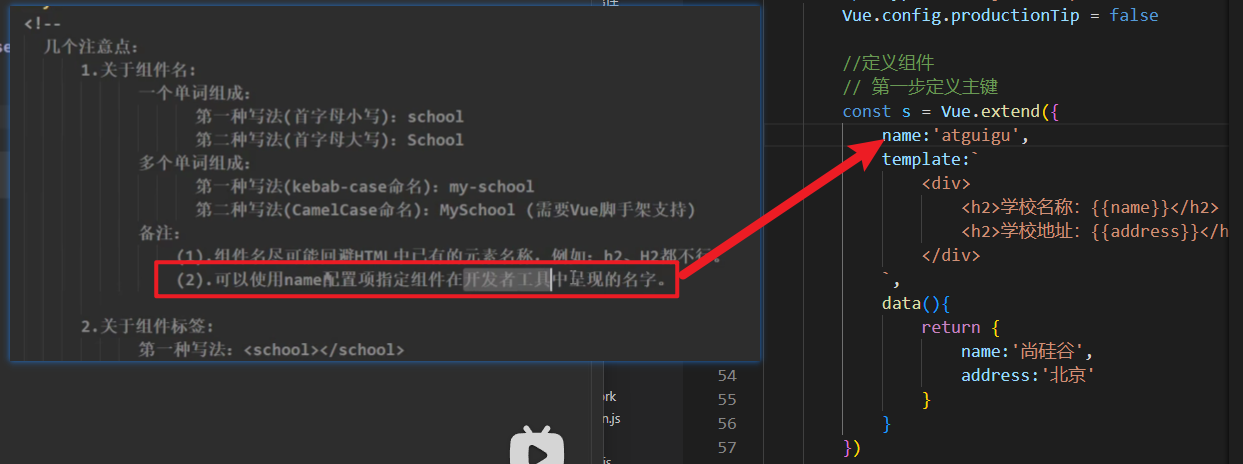 <!--
几个注意点:
1.关于组件名:
一个单词组成:
第一种写法(首字母小写): school
第二种写法(首字母大写): School
多个单词组成:
第一种写法(kebab-case命名): my-school
第二种写法(CamelCase命名): MySchool (需要Vue脚手架支持)
备注:
(1).组件名尽可能回避HTML中已有的元素名称, 例如: h2、H2都不行。
(2).可以使用name配置项指定组件在开发者工具中呈现的名字。
2.关于组件标签:
第一种写法: <school></school>
Vue.config.productionTip = false
//定义组件
// 第一步定义主键
const s = Vue.extend({
name:'atguigu',
template:`
<div>
<h2>学校名称: {{name}}</h2>
<h2>学校地址: {{address}}</h
</div>
`,
data(){
return {
name:'尚硅谷',
54 address:'北京'
55 }
56 }
57 })
ork
n.js